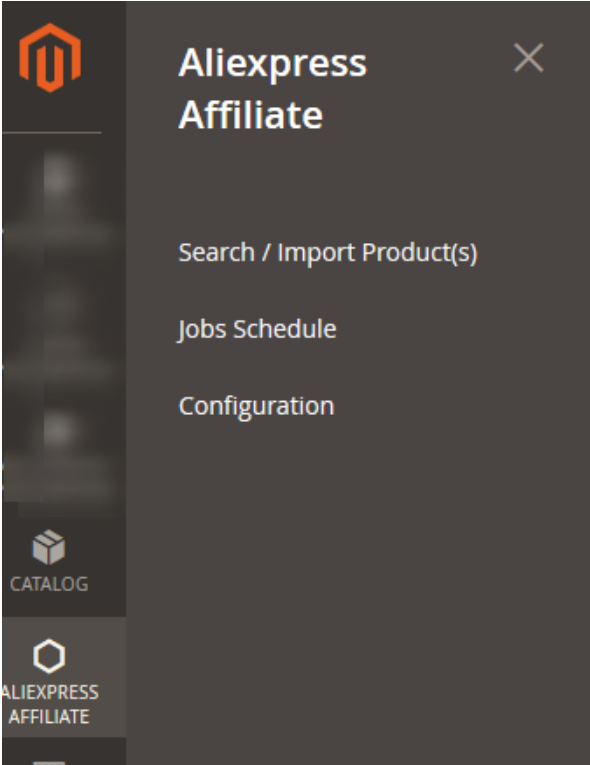 Aliexpress
Affiliate
Search / Import Product(s)
Jobs Schedule
Configuration
CATALOG
ALIEXPRESS
AFFILIATE